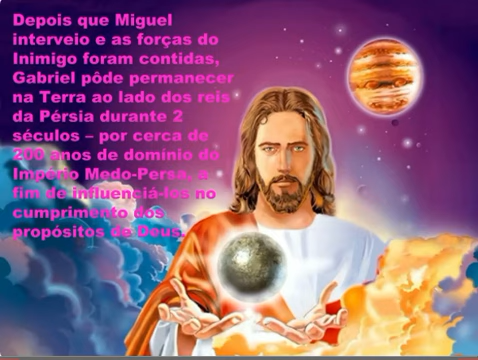 Depois que Miguel
interveio e as forças do
Inimigo foram contidas,
Gabriel pôde permanecer
na Terra ao lado dos reis
da Pérsia durante 2
séculos – por cerca de
200 anos de domínio do
Império Medo-Persa, a
fim de influenciá-los no
cumprimento dos
propósitos de Deus.